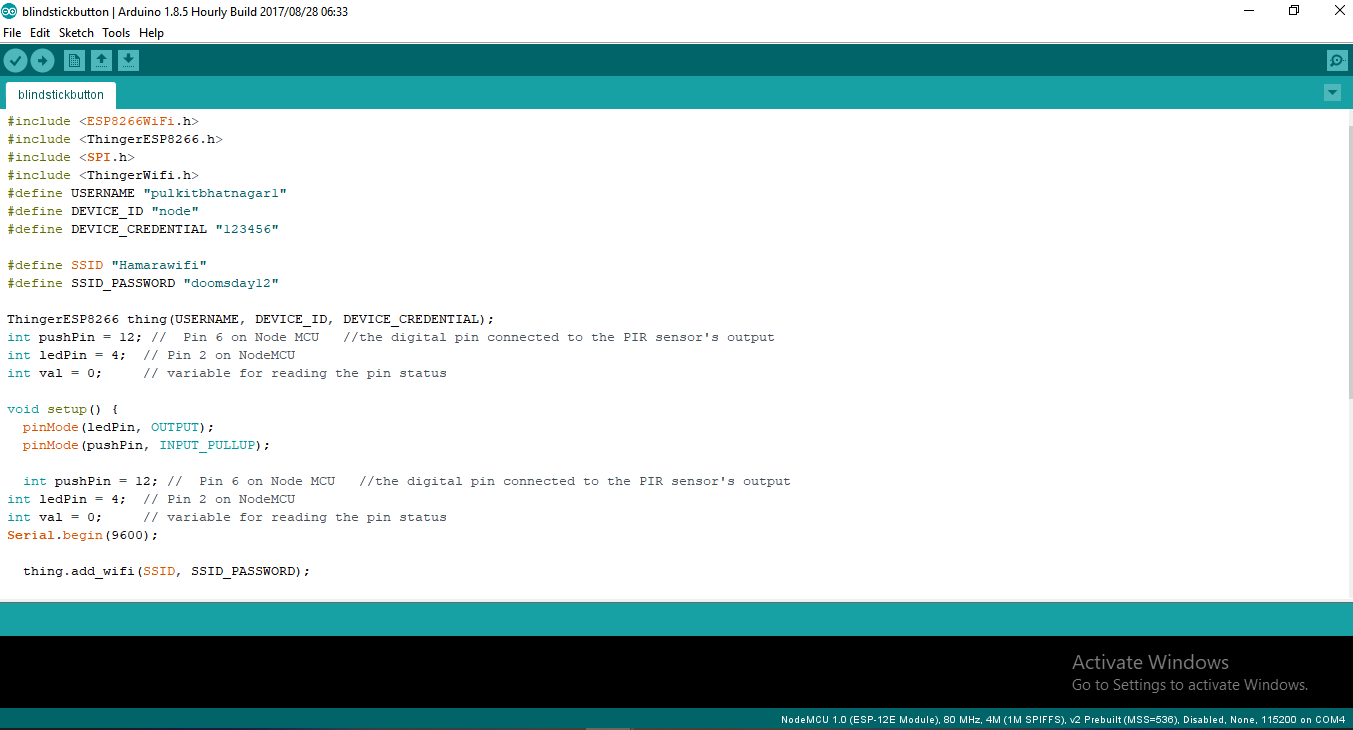 blindstickbutton | Arduino 1.8.5 Hourly Build 2017/08/28 06:33
File Edit Sketch Tools Help
blindstickbutton
#include <ESP8266WiFi.h>
#include <ThingerESP8266.h>
#include <SPI.h>
#include <ThingerWifi.h>
#define USERNAME "pulkitbhatnagar1"
#define DEVICE_ID "node"
#define DEVICE_CREDENTIAL "123456"
#define SSID "Hamarawifi"
#define SSID_PASSWORD "doomsday12"
ThingerESP8266 thing(USERNAME, DEVICE_ID, DEVICE_CREDENTIAL);
int pushPin = 12; //  Pin 6 on Node MCU   //the digital pin connected to the PIR sensor's output
int ledPin = 4;  // Pin 2 on NodeMCU
int val = 0;     // variable for reading the pin status
void setup() {
  pinMode(ledPin, OUTPUT);
  pinMode(pushPin, INPUT_PULLUP);
  int pushPin = 12; //  Pin 6 on Node MCU   //the digital pin connected to the PIR sensor's output
int ledPin = 4;  // Pin 2 on NodeMCU
int val = 0;     // variable for reading the pin status
Serial.begin(9600);
  thing.add_wifi(SSID, SSID_PASSWORD);
Activate Windows
Go to Settings to activate Windows.
NodeMCU 1.0 (ESP-12E Module), 80 MHz, 4M (1M SPIFFS), v2 Prebuilt (MSS=536), Disabled, None, 115200 on COM4